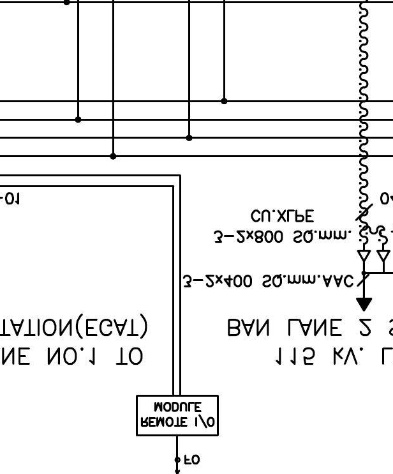 FO
REMOTE I/O
MODULE
NE NO.1 TO
TATION(EGAT)
115 kV. L
BAN LANE 2 S
3-2x400 SQ.mm.AAC
3-2x800 SQ.mm.
CU.XLPE
-01